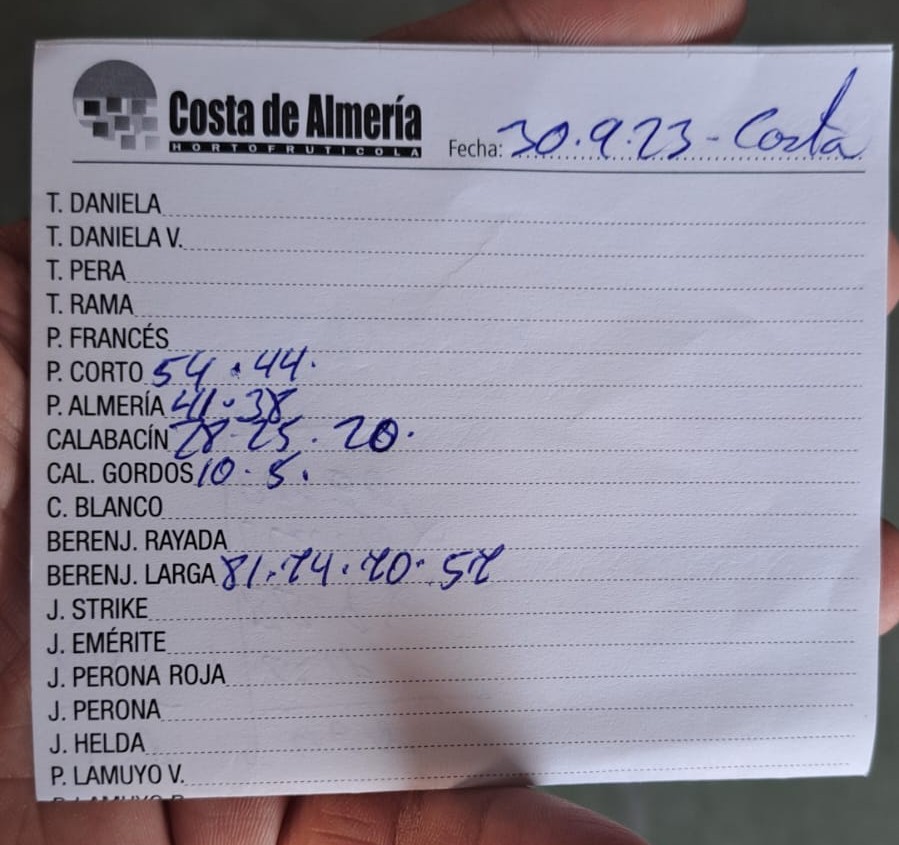 Costa de Almería
HORTOFRUTICOLA
Fecha: 30.9.23 - Costa
T. DANIELA
T. DANIELA V.
T. PERA
T. RAMA
P. FRANCÉS
P. CORTO 54 . 44.
P. ALMERÍA 41 - 38
CALABACÍN 28 - 25 . 20.
CAL. GORDOS 10 . 5.
C. BLANCO
BERENJ. RAYADA
BERENJ. LARGA 81 . 74 . 70 . 57
J. STRIKE
J. EMÉRITE
J. PERONA ROJA
J. PERONA
J. HELDA
P. LAMUYO V.